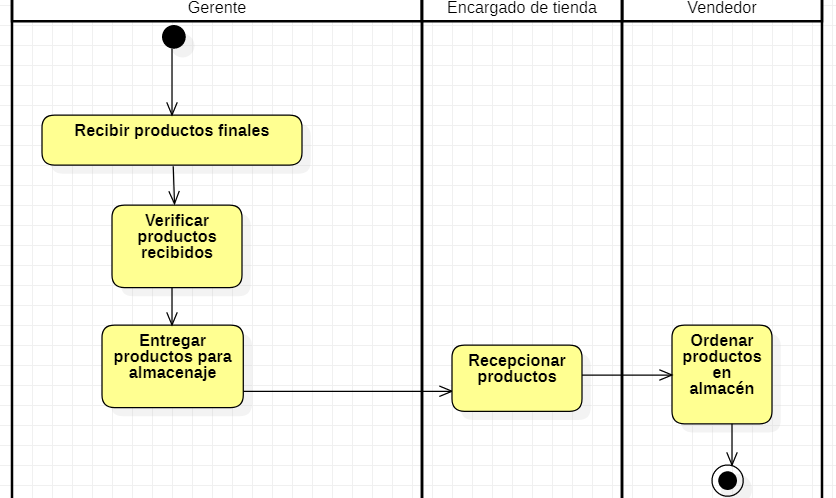 Gerente
Encargado de tienda
Vendedor
Recibir productos finales
Verificar
productos
recibidos
Entregar
productos para
almacenaje
Recepcionar
productos
Ordenar
productos
en
almacén